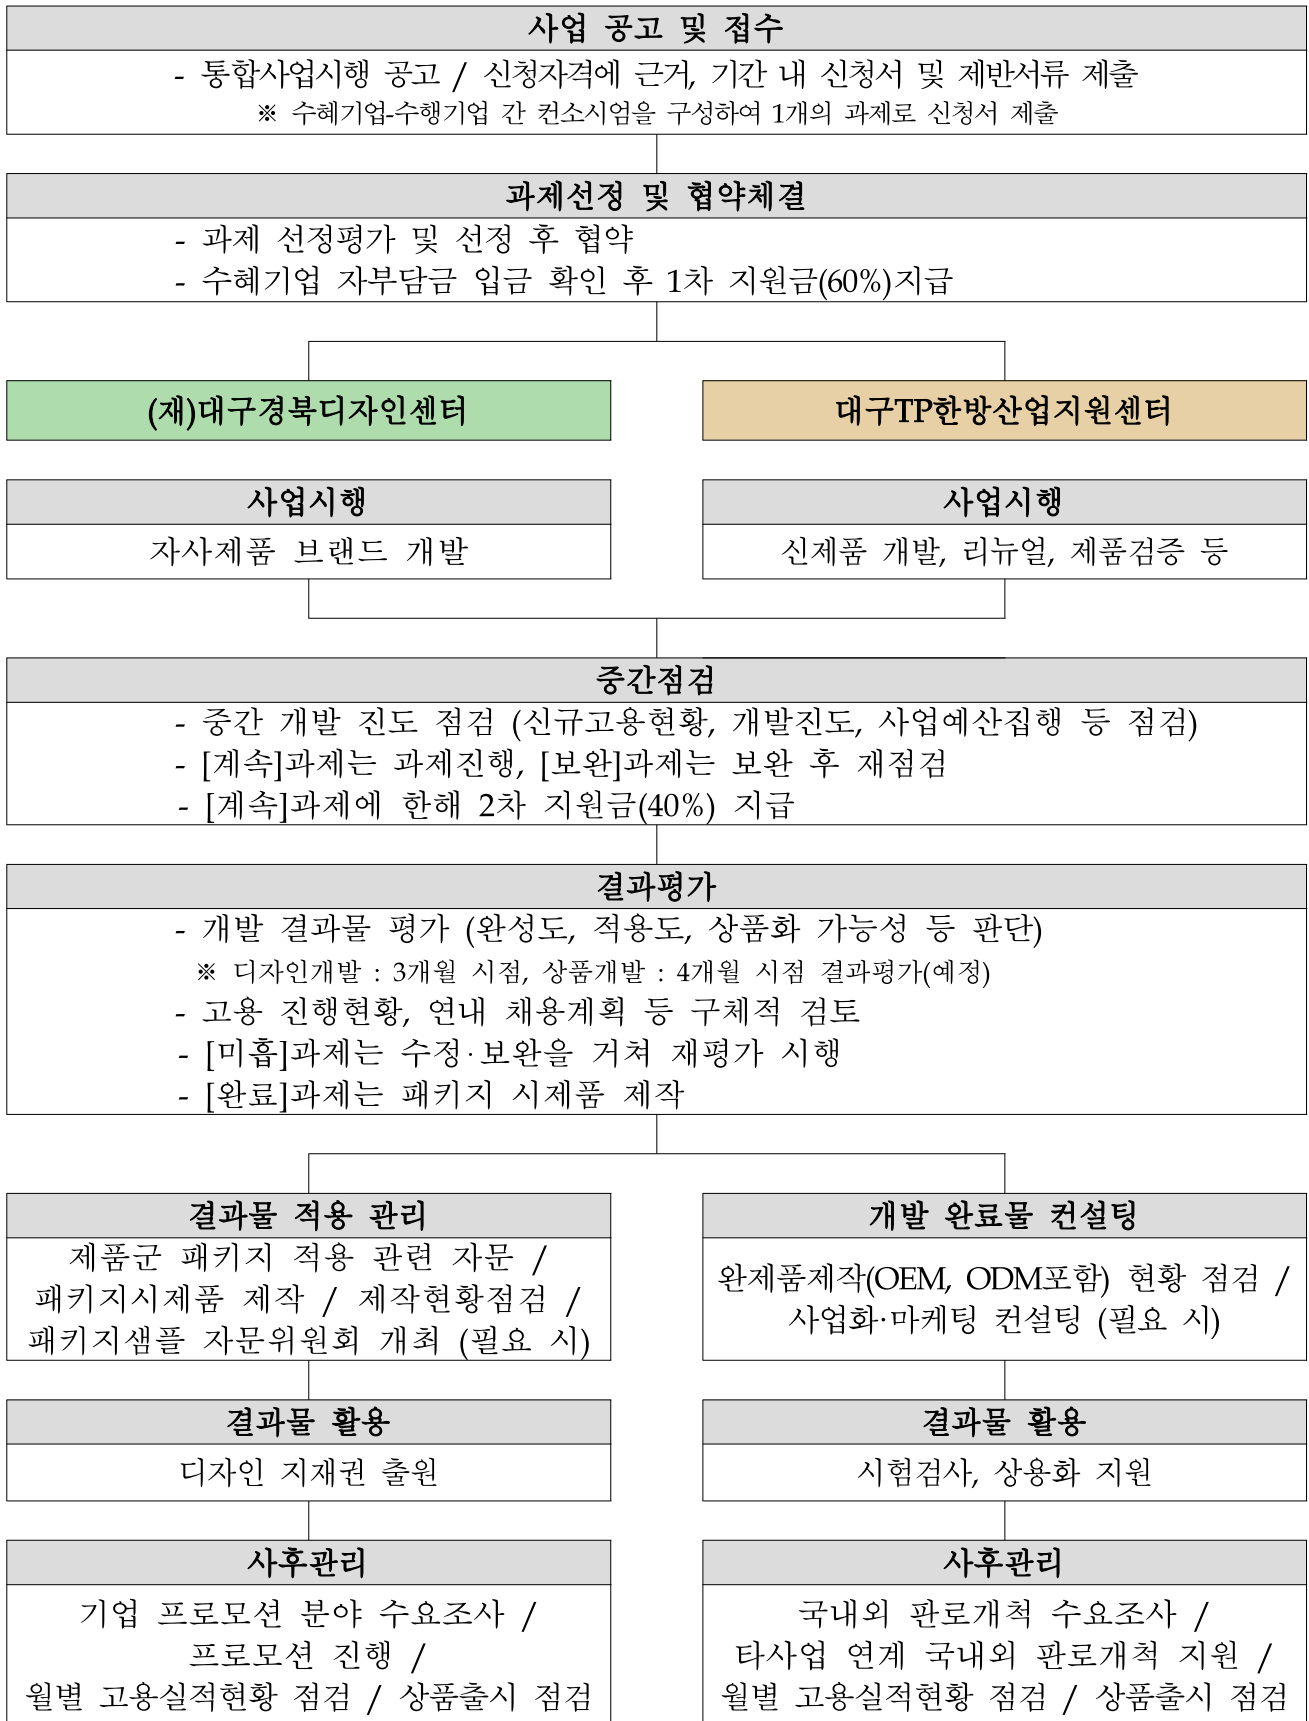 사업 공고 및 접수
- 통합사업시행 공고 / 신청자격에 근거, 기간 내 신청서 및 제반서류 제출
※ 수혜기업-수행기업 간 컨소시엄을 구성하여 1개의 과제로 신청서 제출
과제선정 및 협약체결
- 과제 선정평가 및 선정 후 협약
- 수혜기업 자부담금 입금 확인 후 1차 지원금(60%)지급
(재)대구경북디자인센터
대구TP한방산업지원센터
사업시행
자사제품 브랜드 개발
사업시행
신제품 개발, 리뉴얼, 제품검증 등
중간점검
- 중간 개발 진도 점검 (신규고용현황, 개발진도, 사업예산집행 등 점검)
- [계속]과제는 과제진행, [보완]과제는 보완 후 재점검
- [계속]과제에 한해 2차 지원금(40%) 지급
결과평가
- 개발 결과물 평가 (완성도, 적용도, 상품화 가능성 등 판단)
※ 디자인개발 : 3개월 시점, 상품개발 : 4개월 시점 결과평가(예정)
- 고용 진행현황, 연내 채용계획 등 구체적 검토
- [미흡]과제는 수정·보완을 거쳐 재평가 시행
- [완료]과제는 패키지 시제품 제작
결과물 적용 관리
제품군 패키지 적용 관련 자문 /
패키지시제품 제작 / 제작현황점검 /
패키지샘플 자문위원회 개최 (필요 시)
개발 완료물 컨설팅
완제품제작(OEM, ODM포함) 현황 점검 /
사업화·마케팅 컨설팅 (필요 시)
결과물 활용
디자인 지재권 출원
결과물 활용
시험검사, 상용화 지원
사후관리
기업 프로모션 분야 수요조사 /
프로모션 진행 /
월별 고용실적현황 점검 / 상품출시 점검
사후관리
국내외 판로개척 수요조사 /
타사업 연계 국내외 판로개척 지원 /
월별 고용실적현황 점검 / 상품출시 점검